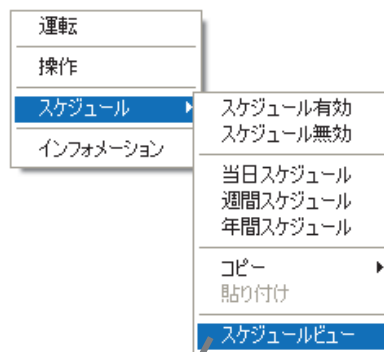 運転
操作
スケジュール
インフォメーション
スケジュール有効
スケジュール無効
当日スケジュール
週間スケジュール
年間スケジュール
コピー
貼り付け
スケジュールビュー